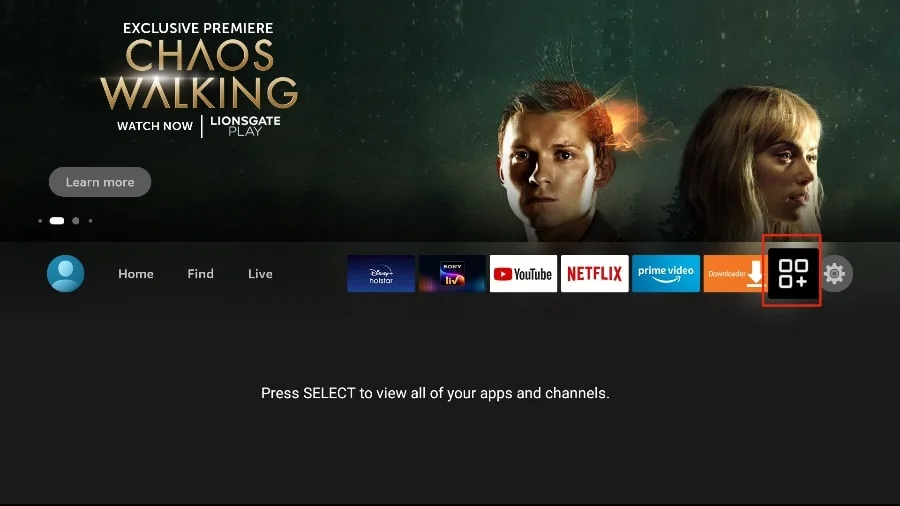 EXCLUSIVE PREMIERE
CHAOS
WALKING
WATCH NOW
LIONSGATE
PLAY
Learn more
Home
Find
Live
Disney+
hotstar
SONY
liv
YouTube
NETFLIX
prime video
Downloader
Press SELECT to view all of your apps and channels.